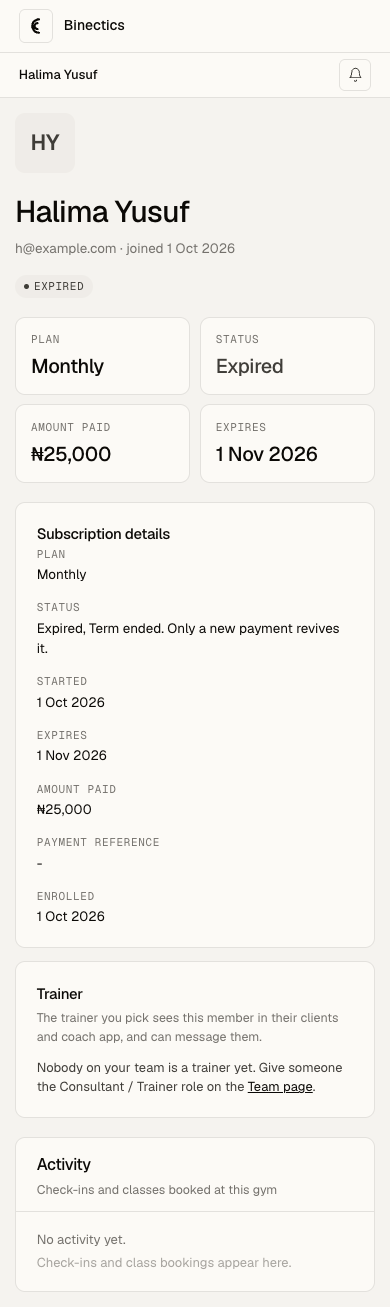 Binectics
Halima Yusuf
HY
Halima Yusuf
h@example.com · joined 1 Oct 2026
EXPIRED
PLAN
Monthly
STATUS
Expired
AMOUNT PAID
₦25,000
EXPIRES
1 Nov 2026
Subscription details
PLAN
Monthly
STATUS
Expired, Term ended. Only a new payment revives
it.
STARTED
1 Oct 2026
EXPIRES
1 Nov 2026
AMOUNT PAID
₦25,000
PAYMENT REFERENCE
-
ENROLLED
1 Oct 2026
Trainer
The trainer you pick sees this member in their clients
and coach app, and can message them.
Nobody on your team is a trainer yet. Give someone
the Consultant / Trainer role on the Team page.
Activity
Check-ins and classes booked at this gym
No activity yet.
Check-ins and class bookings appear here.